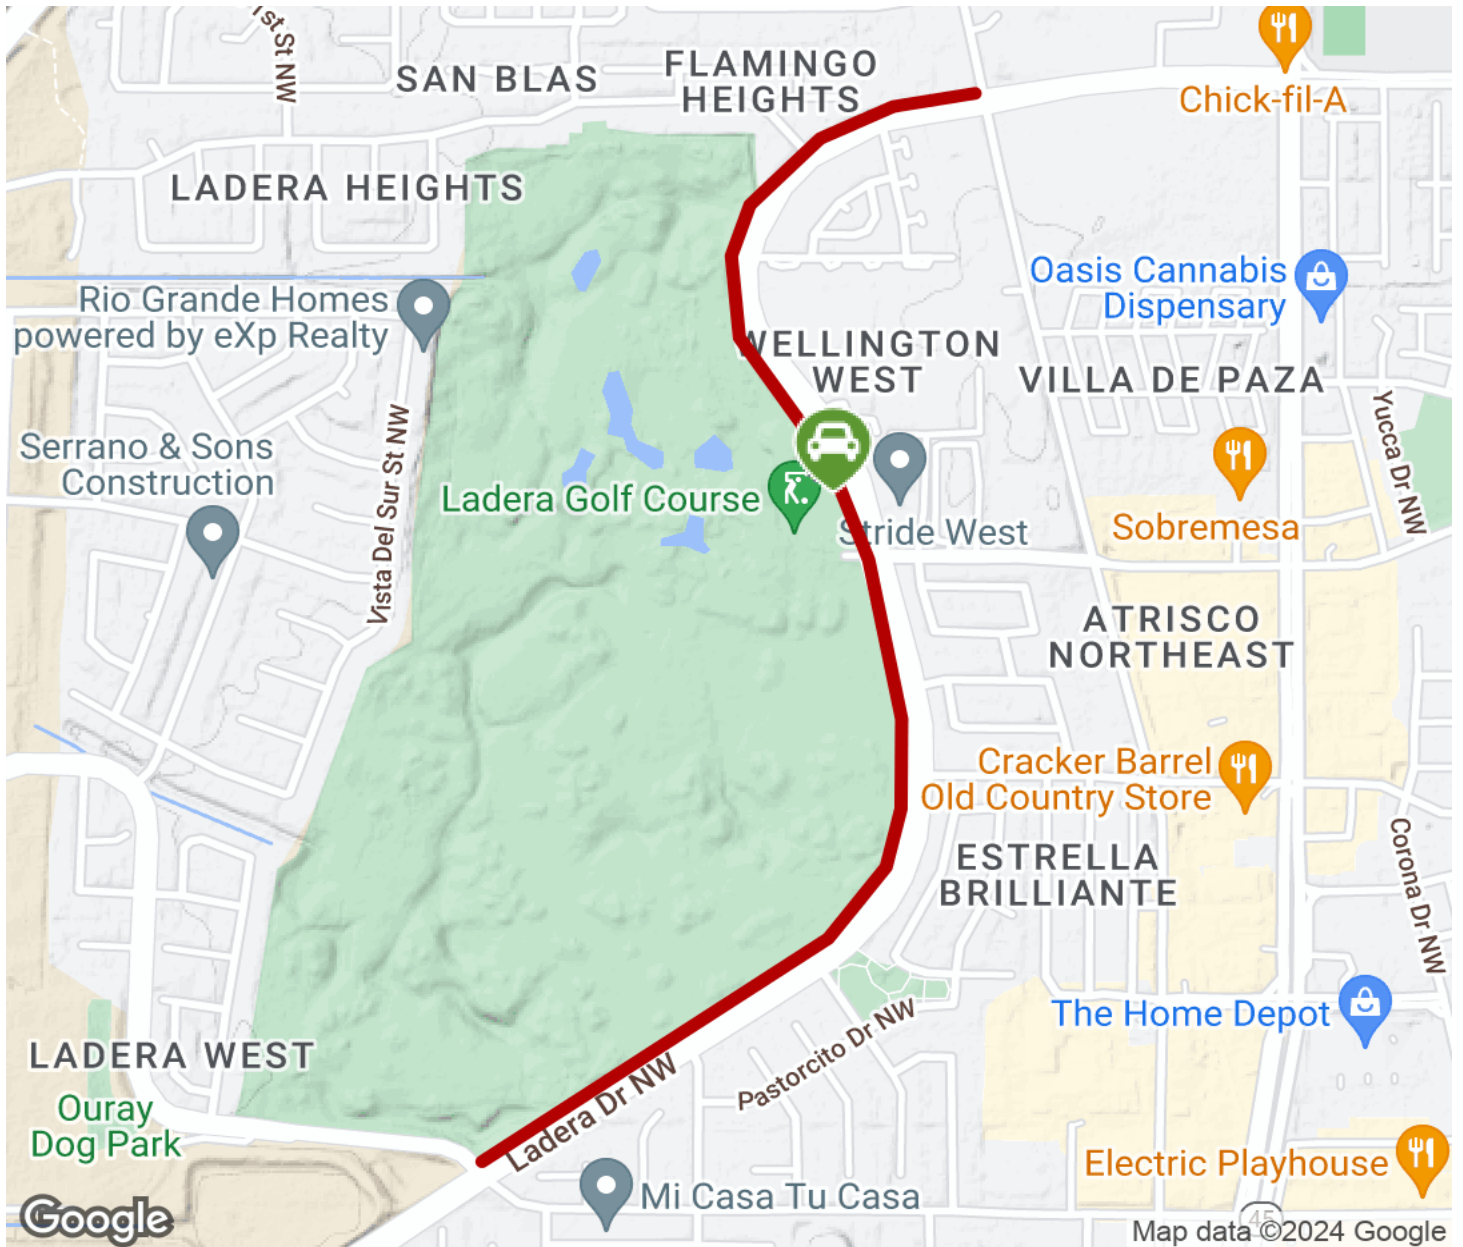 1st St NW
SAN BLAS
FLAMINGO
HEIGHTS
Chick-fil-A
LADERA HEIGHTS
Oasis Cannabis
Dispensary
Rio Grande Homes
powered by eXp Realty
WELLINGTON
WEST
VILLA DE PAZA
Yucca Dr NW
Serrano & Sons
Construction
Vista Del Sur St NW
Ladera Golf Course
Stride West
Sobremesa
ATRISCO
NORTHEAST
Cracker Barrel
Old Country Store
Corona Dr NW
ESTRELLA
BRILLIANTE
The Home Depot
Pastorcito Dr NW
LADERA WEST
Ouray
Dog Park
Ladera Dr NW
Electric Playhouse
Mi Casa Tu Casa
45
Google
Map data ©2024 Google